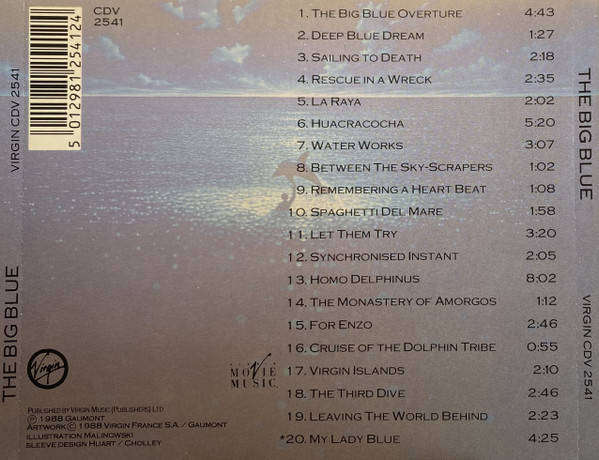 CDV
2541
5 012981 254124
VIRGIN CDV 2541
THE BIG BLUE
1. THE BIG BLUE OVERTURE 4:43
2. DEEP BLUE DREAM 1:27
3. SAILING TO DEATH 2:18
4. RESCUE IN A WRECK 2:35
5. LA RAYA 2:02
6. HUACRACOCHA 5:20
7. WATER WORKS 3:07
8. BETWEEN THE SKY-SCRAPERS 1:02
9. REMEMBERING A HEART BEAT 1:08
10. SPAGHETTI DEL MARE 1:58
11. LET THEM TRY 3:20
12. SYNCHRONISED INSTANT 2:05
13. HOMO DELPHINUS 8:02
14. THE MONASTERY OF AMORGOS 1:12
15. FOR ENZO 2:46
16. CRUISE OF THE DOLPHIN TRIBE 0:55
17. VIRGIN ISLANDS 2:10
18. THE THIRD DIVE 2:46
19. LEAVING THE WORLD BEHIND 2:23
*20. MY LADY BLUE 4:25
Virgin
MOVIE
MUSIC
PUBLISHED BY VIRGIN MUSIC (PUBLISHERS) LTD
℗ 1988 GAUMONT
ARTWORK © 1988 VIRGIN FRANCE S.A. / GAUMONT
ILLUSTRATION MALINOWSKI
SLEEVE DESIGN HUART / CHOLLEY
THE BIG BLUE
VIRGIN CDV 2541